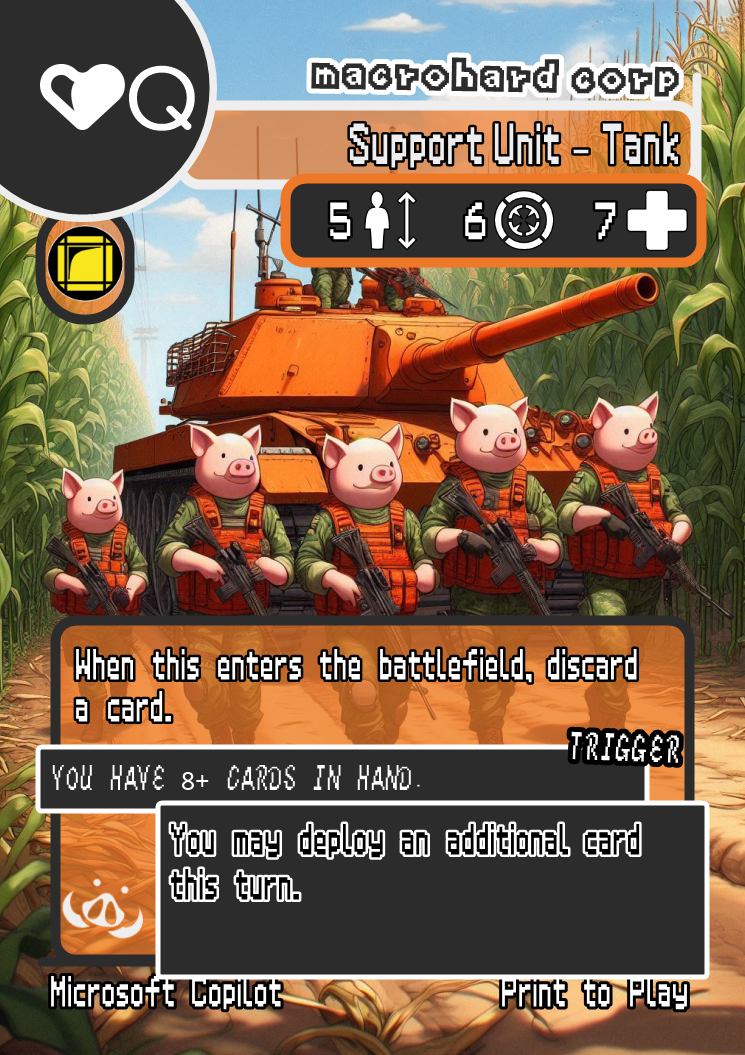 Q
macrohard corp
Support Unit - Tank
5 6 7
When this enters the battlefield, discard
a card.
TRIGGER
YOU HAVE 8+ CARDS IN HAND.
You may deploy an additional card
this turn.
Microsoft Copilot Print to Play